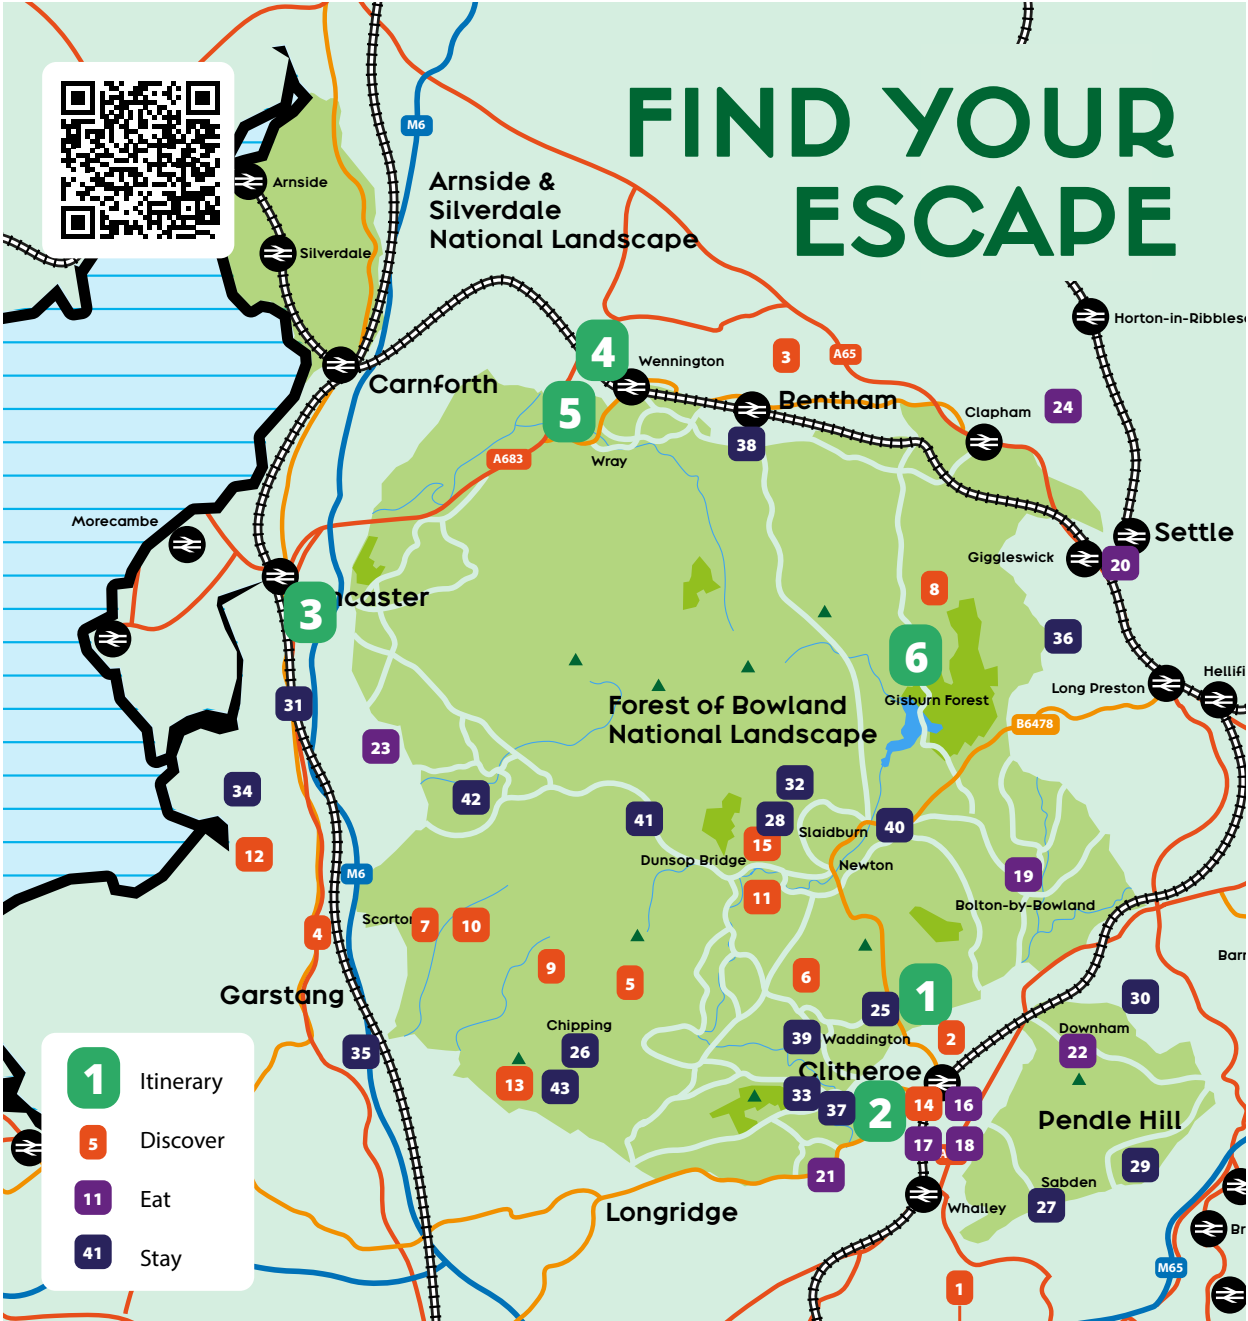 FIND YOUR
ESCAPE
M6
Arnside
Arnside &
Silverdale
National Landscape
Silverdale
Horton-in-Ribbles
4
Wennington
3
A65
Carnforth
Bentham
5
Clapham
24
38
A683
Wray
Morecambe
Settle
Giggleswick
20
8
ncaster
3
36
6
Long Preston
Hellifi
31
Gisburn Forest
Forest of Bowland
National Landscape
B6478
23
32
34
42
41
28
Slaidburn
40
15
12
Dunsop Bridge
Newton
M6
19
11
Bolton-by-Bowland
Scorton
7
10
4
Barn
9
5
6
Garstang
1
25
30
Chipping
Downham
39
Waddington
2
26
35
22
Clitheroe
13
43
33
37
2
14
16
Pendle Hill
17
18
29
21
Sabden
27
Longridge
Whalley
Br
M65
1
1
Itinerary
5
Discover
11
Eat
41
Stay